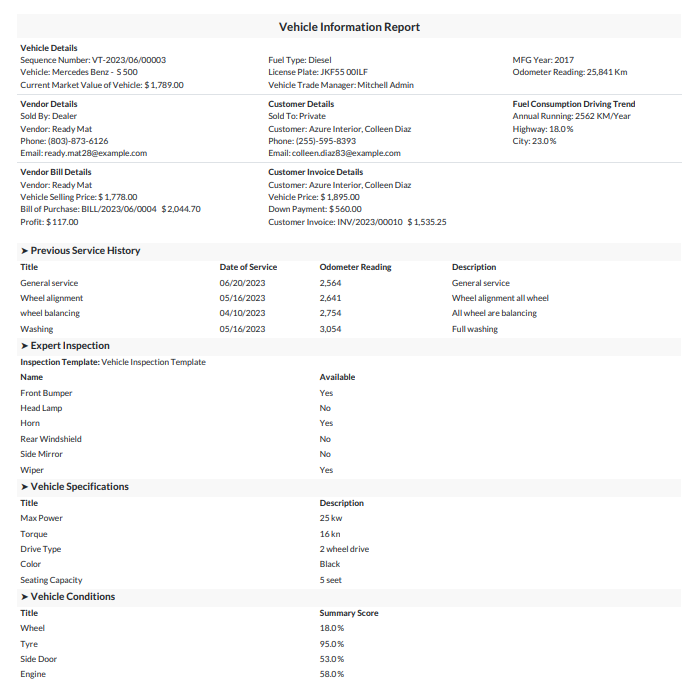 Vehicle Information Report
Vehicle Details
Sequence Number: VT-2023/06/00003 Fuel Type: Diesel MFG Year: 2017
Vehicle: Mercedes Benz - S 500 License Plate: JKF55 00ILF Odometer Reading: 25,841 Km
Current Market Value of Vehicle: $ 1,789.00 Vehicle Trade Manager: Mitchell Admin
Vendor Details Customer Details Fuel Consumption Driving Trend
Sold By: Dealer Sold To: Private Annual Running: 2562 KM/Year
Vendor: Ready Mat Customer: Azure Interior, Colleen Diaz Highway: 18.0 %
Phone: (803)-873-6126 Phone: (255)-595-8393 City: 23.0 %
Email: ready.mat28@example.com Email: colleen.diaz83@example.com
Vendor Bill Details Customer Invoice Details
Vendor: Ready Mat Customer: Azure Interior, Colleen Diaz
Vehicle Selling Price: $ 1,778.00 Vehicle Price: $ 1,895.00
Bill of Purchase: BILL/2023/06/0004 $ 2,044.70 Down Payment: $ 560.00
Profit: $ 117.00 Customer Invoice: INV/2023/00010 $ 1,535.25
➤ Previous Service History
Title Date of Service Odometer Reading Description
General service 06/20/2023 2,564 General service
Wheel alignment 05/16/2023 2,641 Wheel alignment all wheel
wheel balancing 04/10/2023 2,754 All wheel are balancing
Washing 05/16/2023 3,054 Full washing
➤ Expert Inspection
Inspection Template: Vehicle Inspection Template
Name Available
Front Bumper Yes
Head Lamp No
Horn Yes
Rear Windshield No
Side Mirror No
Wiper Yes
➤ Vehicle Specifications
Title Description
Max Power 25 kw
Torque 16 kn
Drive Type 2 wheel drive
Color Black
Seating Capacity 5 seet
➤ Vehicle Conditions
Title Summary Score
Wheel 18.0 %
Tyre 95.0 %
Side Door 53.0 %
Engine 58.0 %